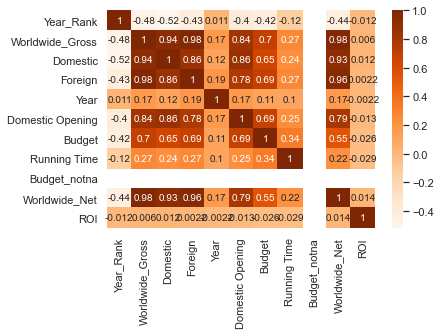 Year_Rank 1 -0.48 -0.52 -0.43 0.011 -0.4 -0.42 -0.12 -0.44 -0.012
Worldwide_Gross -0.48 1 0.94 0.98 0.17 0.84 0.7 0.27 0.98 0.006
Domestic -0.52 0.94 1 0.86 0.12 0.86 0.65 0.24 0.93 0.012
Foreign -0.43 0.98 0.86 1 0.19 0.78 0.69 0.27 0.96 0.0022
Year 0.011 0.17 0.12 0.19 1 0.17 0.11 0.1 0.17 -0.0022
Domestic Opening -0.4 0.84 0.86 0.78 0.17 1 0.69 0.25 0.79 -0.013
Budget -0.42 0.7 0.65 0.69 0.11 0.69 1 0.34 0.55 -0.026
Running Time -0.12 0.27 0.24 0.27 0.1 0.25 0.34 1 0.22 -0.029
Budget_notna
Worldwide_Net -0.44 0.98 0.93 0.96 0.17 0.79 0.55 0.22 1 0.014
ROI -0.012 0.006 0.012 0.0022 -0.0022 -0.013 -0.026 -0.029 0.014 1
Year_Rank
Worldwide_Gross
Domestic
Foreign
Year
Domestic Opening
Budget
Running Time
Budget_notna
Worldwide_Net
ROI
1.0
0.8
0.6
0.4
0.2
0.0
−0.2
−0.4